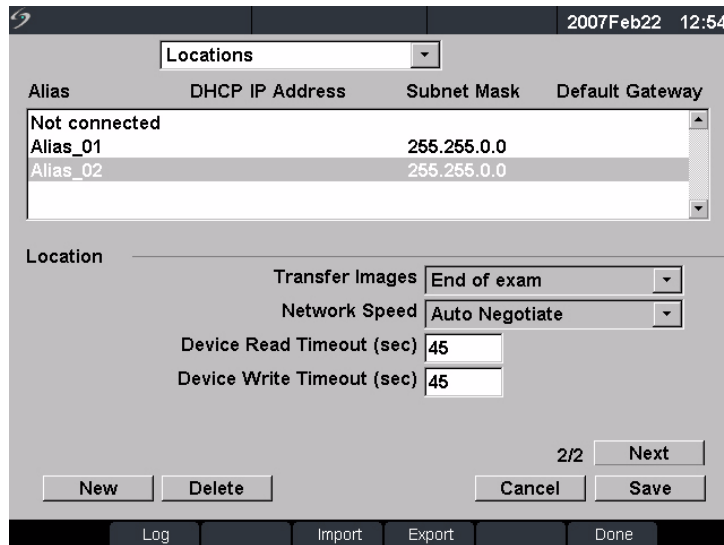 2007Feb22 12:54
Locations
Alias DHCP IP Address Subnet Mask Default Gateway
Not connected
Alias_01 255.255.0.0
Alias_02 255.255.0.0
Location
Transfer Images End of exam
Network Speed Auto Negotiate
Device Read Timeout (sec) 45
Device Write Timeout (sec) 45
2/2 Next
New Delete Cancel Save
Log Import Export Done